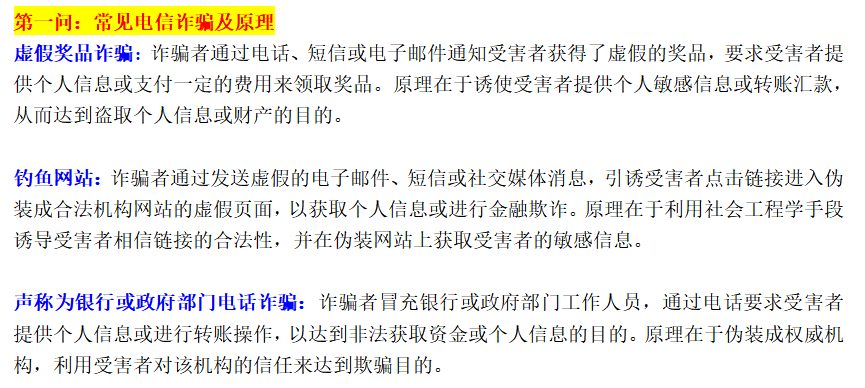 第一问：常见电信诈骗及原理
虚假奖品诈骗：诈骗者通过电话、短信或电子邮件通知受害者获得了虚假的奖品，要求受害者提
供个人信息或支付一定的费用来领取奖品。原理在于诱使受害者提供个人敏感信息或转账汇款，
从而达到盗取个人信息或财产的目的。
钓鱼网站：诈骗者通过发送虚假的电子邮件、短信或社交媒体消息，引诱受害者点击链接进入伪
装成合法机构网站的虚假页面，以获取个人信息或进行金融欺诈。原理在于利用社会工程学手段
诱导受害者相信链接的合法性，并在伪装网站上获取受害者的敏感信息。
声称为银行或政府部门电话诈骗：诈骗者冒充银行或政府部门工作人员，通过电话要求受害者
提供个人信息或进行转账操作，以达到非法获取资金或个人信息的目的。原理在于伪装成权威机
构，利用受害者对该机构的信任来达到欺骗目的。